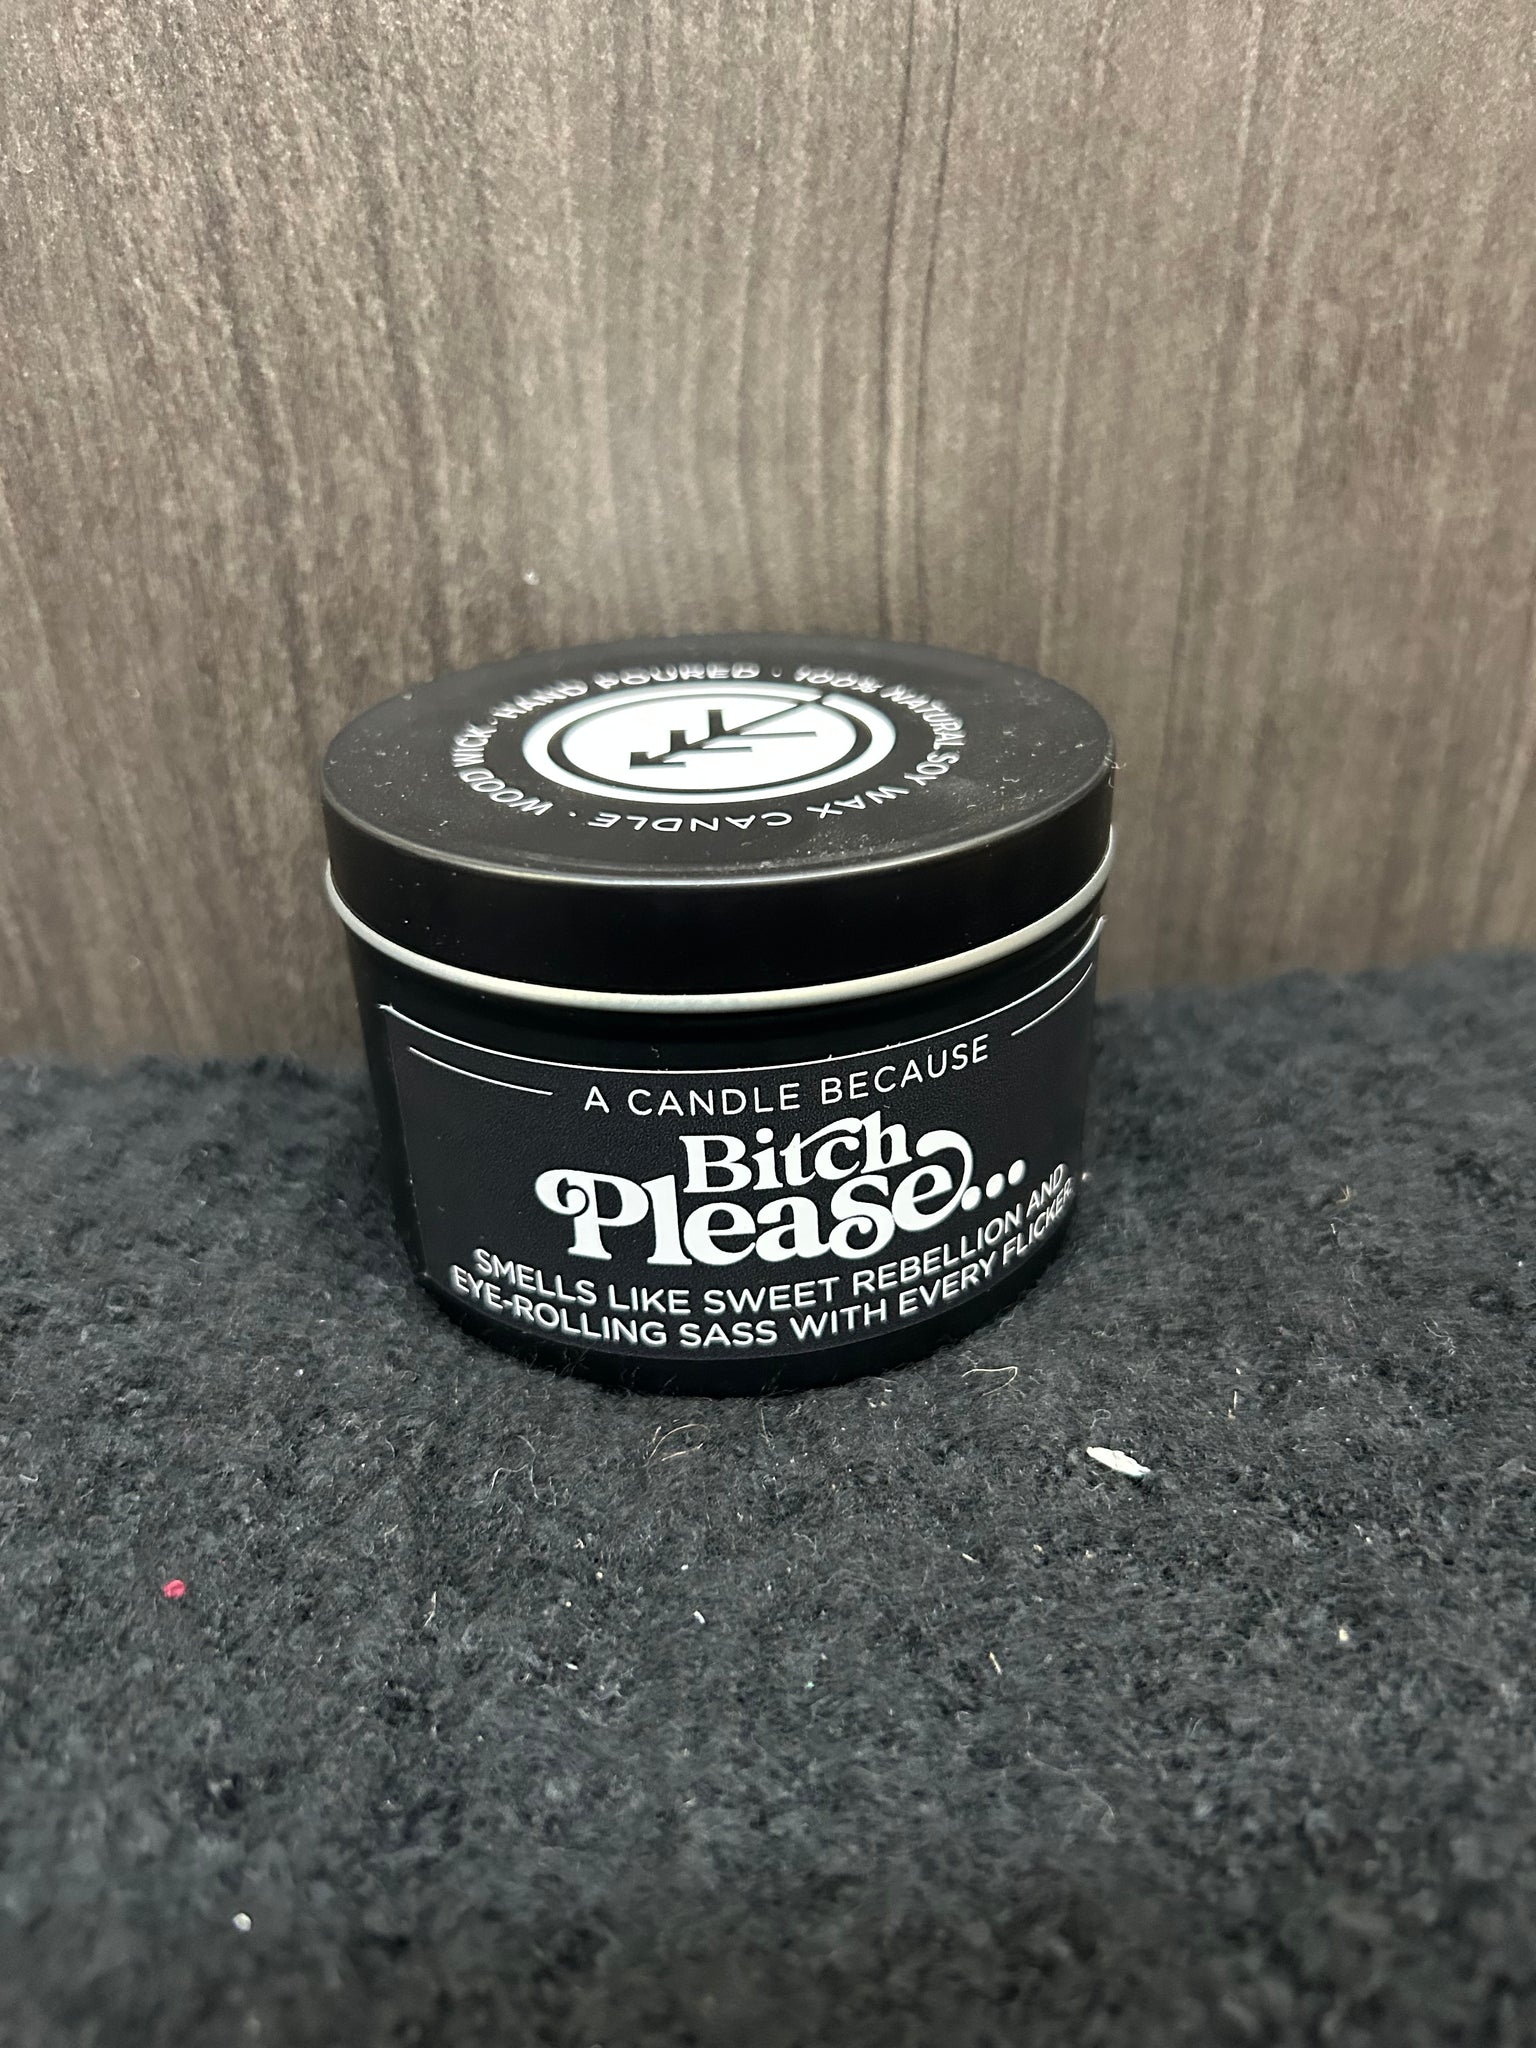 WOOD WICK · HAND POURED · 100% NATURAL SOY WAX CANDLE ·
A CANDLE BECAUSE
Bitch
Please...
SMELLS LIKE SWEET REBELLION AND
EYE-ROLLING SASS WITH EVERY FLICKER